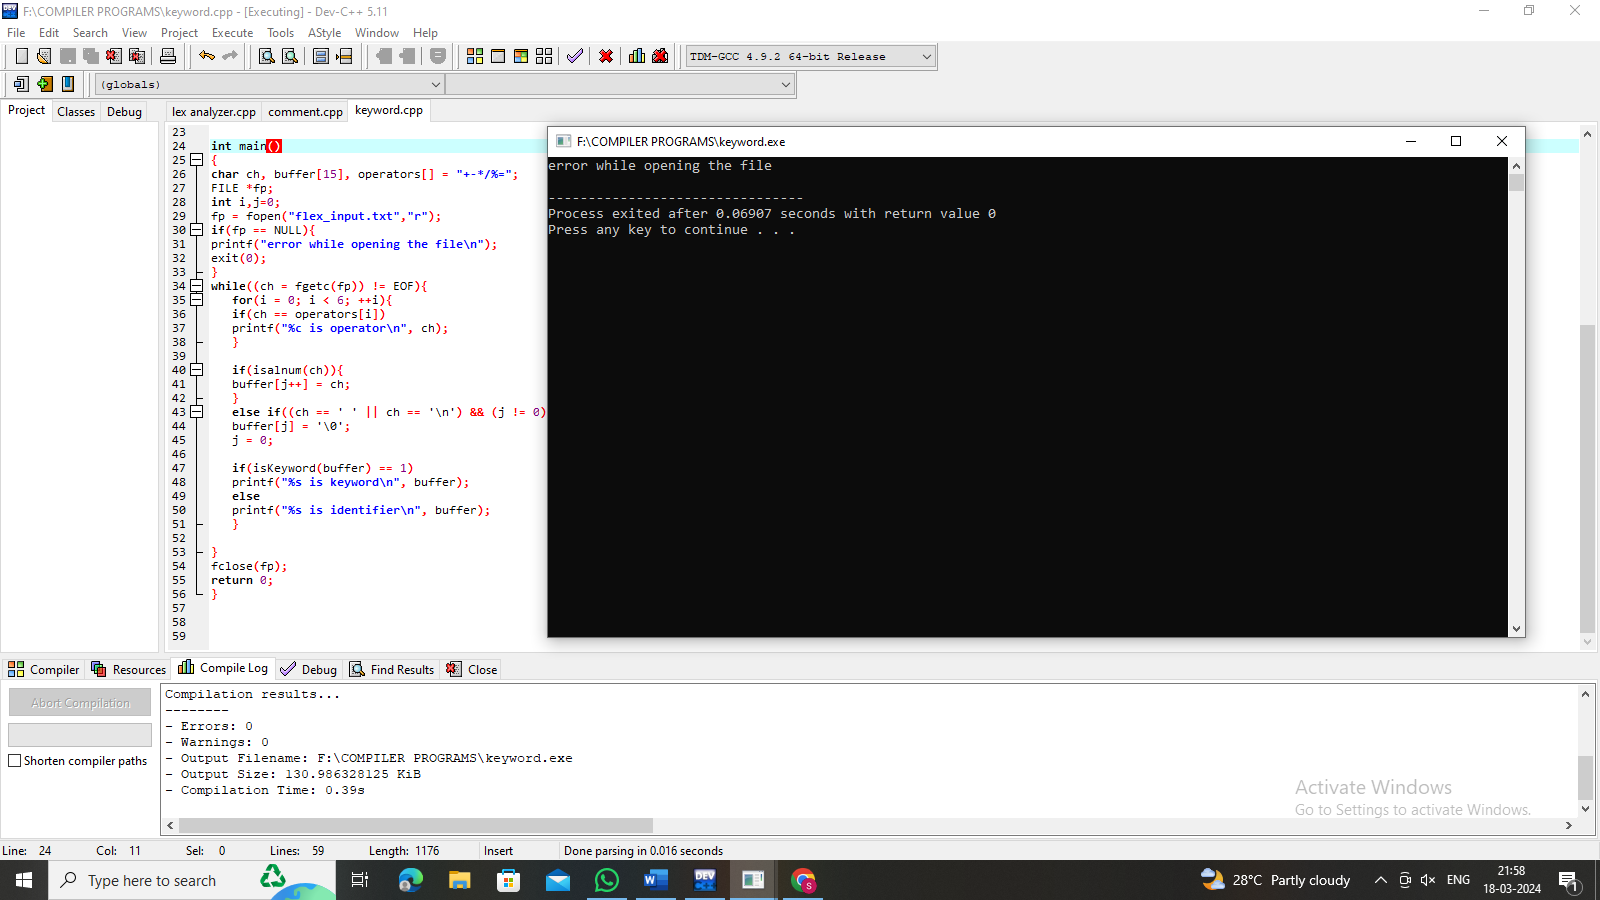 F:\COMPILER PROGRAMS\keyword.cpp - [Executing] - Dev-C++ 5.11
File Edit Search View Project Execute Tools AStyle Window Help
TDM-GCC 4.9.2 64-bit Release
(globals)
Project Classes Debug
lex analyzer.cpp comment.cpp keyword.cpp
23
24 int main()
25 {
26 char ch, buffer[15], operators[] = "+-*/%=";
27 FILE *fp;
28 int i,j=0;
29 fp = fopen("flex_input.txt","r");
30 if(fp == NULL){
31 printf("error while opening the file\n");
32 exit(0);
33 }
34 while((ch = fgetc(fp)) != EOF){
35 for(i = 0; i < 6; ++i){
36 if(ch == operators[i])
37 printf("%c is operator\n", ch);
38 }
39
40 if(isalnum(ch)){
41 buffer[j++] = ch;
42 }
43 else if((ch == ' ' || ch == '\n') && (j != 0)
44 buffer[j] = '\0';
45 j = 0;
46
47 if(isKeyword(buffer) == 1)
48 printf("%s is keyword\n", buffer);
49 else
50 printf("%s is identifier\n", buffer);
51 }
52
53 }
54 fclose(fp);
55 return 0;
56 }
57
58
59
F:\COMPILER PROGRAMS\keyword.exe
error while opening the file
--------------------------------
Process exited after 0.06907 seconds with return value 0
Press any key to continue . . .
Compiler Resources Compile Log Debug Find Results Close
Abort Compilation
Shorten compiler paths
Compilation results...
--------
- Errors: 0
- Warnings: 0
- Output Filename: F:\COMPILER PROGRAMS\keyword.exe
- Output Size: 130.986328125 KiB
- Compilation Time: 0.39s
Activate Windows
Go to Settings to activate Windows.
Line: 24 Col: 11 Sel: 0 Lines: 59 Length: 1176 Insert Done parsing in 0.016 seconds
Type here to search
W
DEV
S
28°C Partly cloudy
ENG
21:58
18-03-2024
1